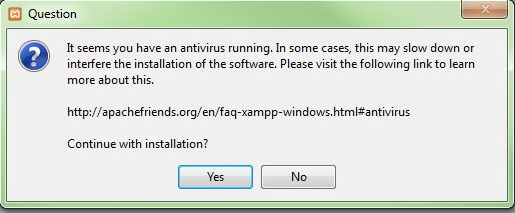 Question
It seems you have an antivirus running. In some cases, this may slow down or
interfere the installation of the software. Please visit the following link to learn
more about this.
http://apachefriends.org/en/faq-xampp-windows.html#antivirus
Continue with installation?
Yes
No